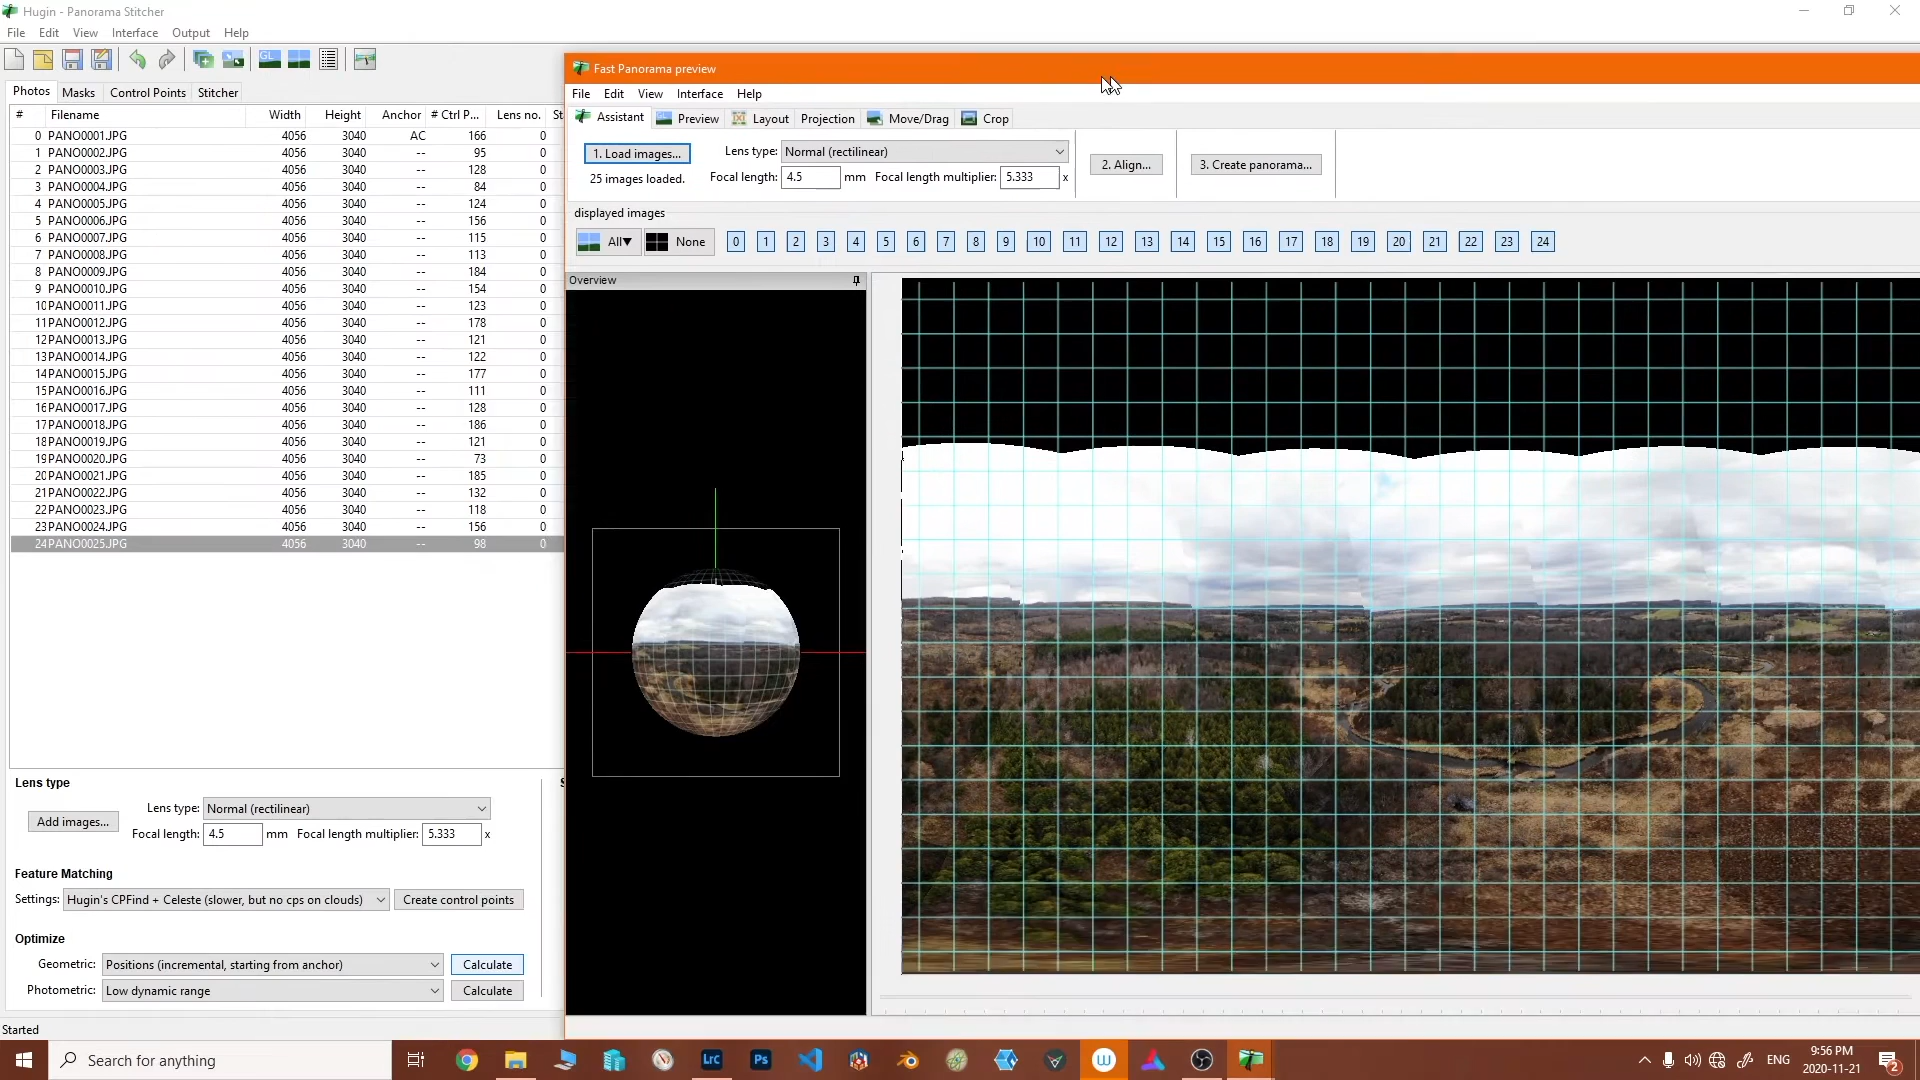 Hugin - Panorama Stitcher
File Edit View Interface Output Help
Photos Masks Control Points Stitcher
# Filename Width Height Anchor # Ctrl P... Lens no. St
0 PANO0001.JPG 4056 3040 AC 166 0
1 PANO0002.JPG 4056 3040 -- 95 0
2 PANO0003.JPG 4056 3040 -- 128 0
3 PANO0004.JPG 4056 3040 -- 84 0
4 PANO0005.JPG 4056 3040 -- 124 0
5 PANO0006.JPG 4056 3040 -- 156 0
6 PANO0007.JPG 4056 3040 -- 115 0
7 PANO0008.JPG 4056 3040 -- 113 0
8 PANO0009.JPG 4056 3040 -- 184 0
9 PANO0010.JPG 4056 3040 -- 154 0
10 PANO0011.JPG 4056 3040 -- 123 0
11 PANO0012.JPG 4056 3040 -- 178 0
12 PANO0013.JPG 4056 3040 -- 121 0
13 PANO0014.JPG 4056 3040 -- 122 0
14 PANO0015.JPG 4056 3040 -- 177 0
15 PANO0016.JPG 4056 3040 -- 111 0
16 PANO0017.JPG 4056 3040 -- 128 0
17 PANO0018.JPG 4056 3040 -- 186 0
18 PANO0019.JPG 4056 3040 -- 121 0
19 PANO0020.JPG 4056 3040 -- 73 0
20 PANO0021.JPG 4056 3040 -- 185 0
21 PANO0022.JPG 4056 3040 -- 132 0
22 PANO0023.JPG 4056 3040 -- 118 0
23 PANO0024.JPG 4056 3040 -- 156 0
24 PANO0025.JPG 4056 3040 -- 98 0
Lens type
Add images...
Lens type: Normal (rectilinear)
Focal length: 4.5 mm Focal length multiplier: 5.333 x
Feature Matching
Settings: Hugin's CPFind + Celeste (slower, but no cps on clouds) Create control points
Optimize
Geometric: Positions (incremental, starting from anchor) Calculate
Photometric: Low dynamic range Calculate
Started
Fast Panorama preview
File Edit View Interface Help
Assistant Preview Layout Projection Move/Drag Crop
1. Load images... Lens type: Normal (rectilinear)
25 images loaded. Focal length: 4.5 mm Focal length multiplier: 5.333 x
2. Align... 3. Create panorama...
displayed images
All▼ None 0 1 2 3 4 5 6 7 8 9 10 11 12 13 14 15 16 17 18 19 20 21 22 23 24
Overview
GL
Search for anything
Lrc Ps W
ENG 9:56 PM
2020-11-21
2